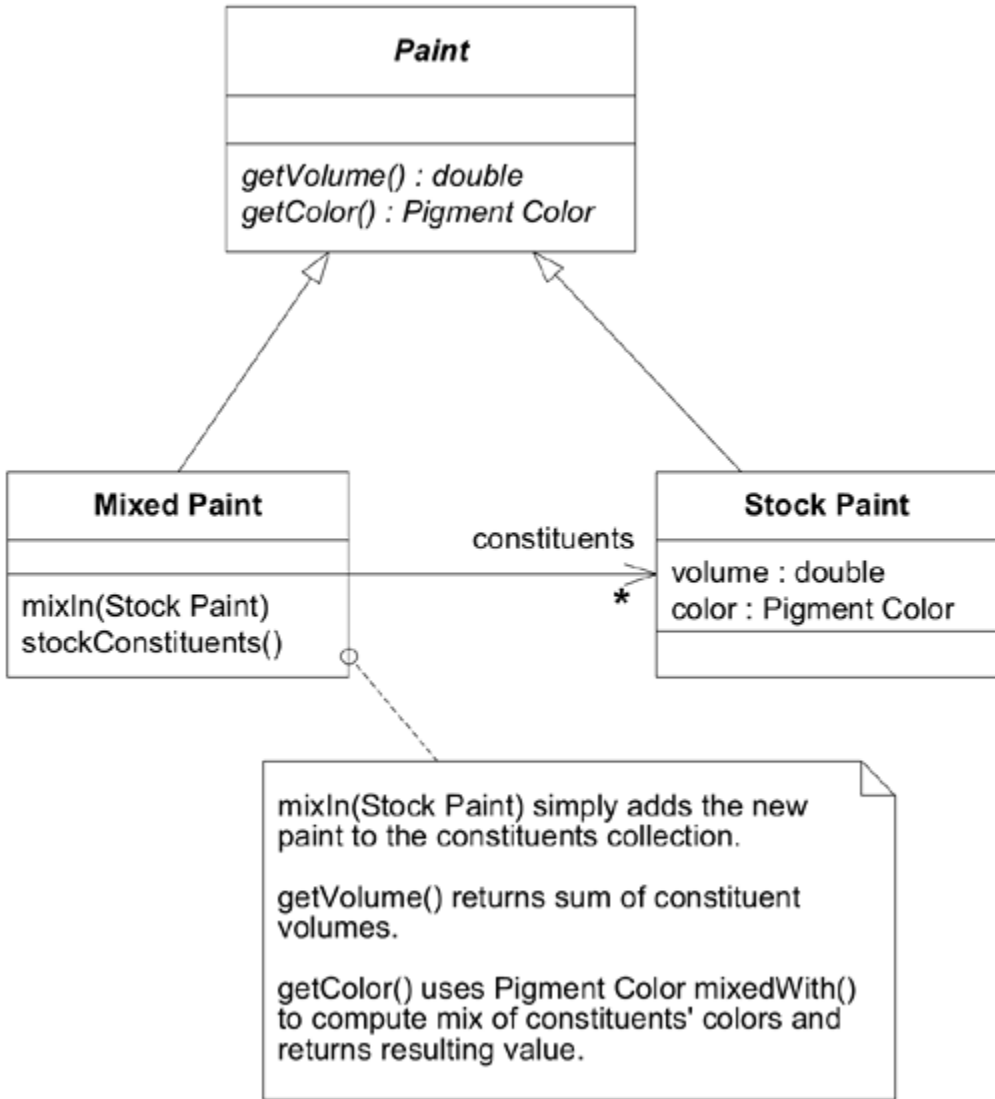 Paint
getVolume() : double
getColor() : Pigment Color
Mixed Paint
mixIn(Stock Paint)
stockConstituents()
constituents
*
Stock Paint
volume : double
color : Pigment Color
mixIn(Stock Paint) simply adds the new
paint to the constituents collection.
getVolume() returns sum of constituent
volumes.
getColor() uses Pigment Color mixedWith()
to compute mix of constituents' colors and
returns resulting value.